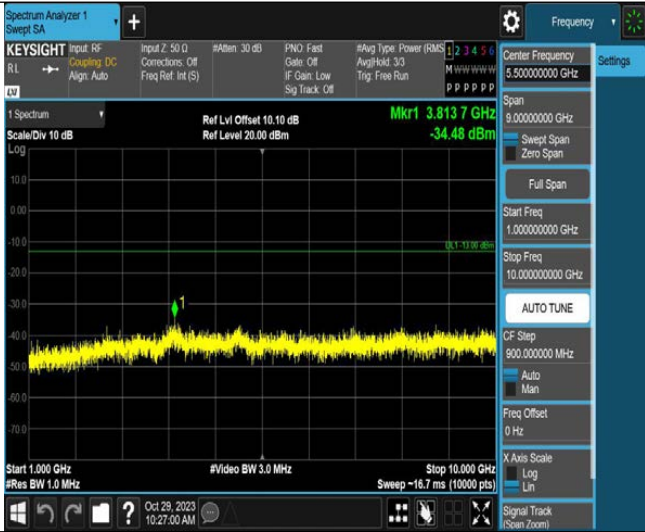 Spectrum Analyzer 1
Swept SA
Frequency
KEYSIGHT
RL
LV
Input: RF
Coupling: DC
Align: Auto
Input Z: 50 Ω
Corrections: Off
Freq Ref: Int (S)
#Atten: 30 dB
PNO: Fast
Gate: Off
IF Gain: Low
Sig Track: Off
#Avg Type: Power (RMS
Avg|Hold: 3/3
Trig: Free Run
1 2 3 4 5 6
M W W W W W
P P P P P P
1 Spectrum
Scale/Div 10 dB
Log
Ref Lvl Offset 10.10 dB
Ref Level 20.00 dBm
Mkr1 3.813 7 GHz
-34.48 dBm
10.0
0.00
-10.0
DL1 -13.00 dBm
-20.0
-30.0
1
-40.0
-50.0
-60.0
-70.0
Start 1.000 GHz
#Res BW 1.0 MHz
#Video BW 3.0 MHz
Stop 10.000 GHz
Sweep ~16.7 ms (10000 pts)
Oct 29, 2023
10:27:00 AM
Center Frequency
5.500000000 GHz
Settings
Span
9.00000000 GHz
Swept Span
Zero Span
Full Span
Start Freq
1.000000000 GHz
Stop Freq
10.000000000 GHz
AUTO TUNE
CF Step
900.000000 MHz
Auto
Man
Freq Offset
0 Hz
X Axis Scale
Log
Lin
Signal Track
(Span Zoom)